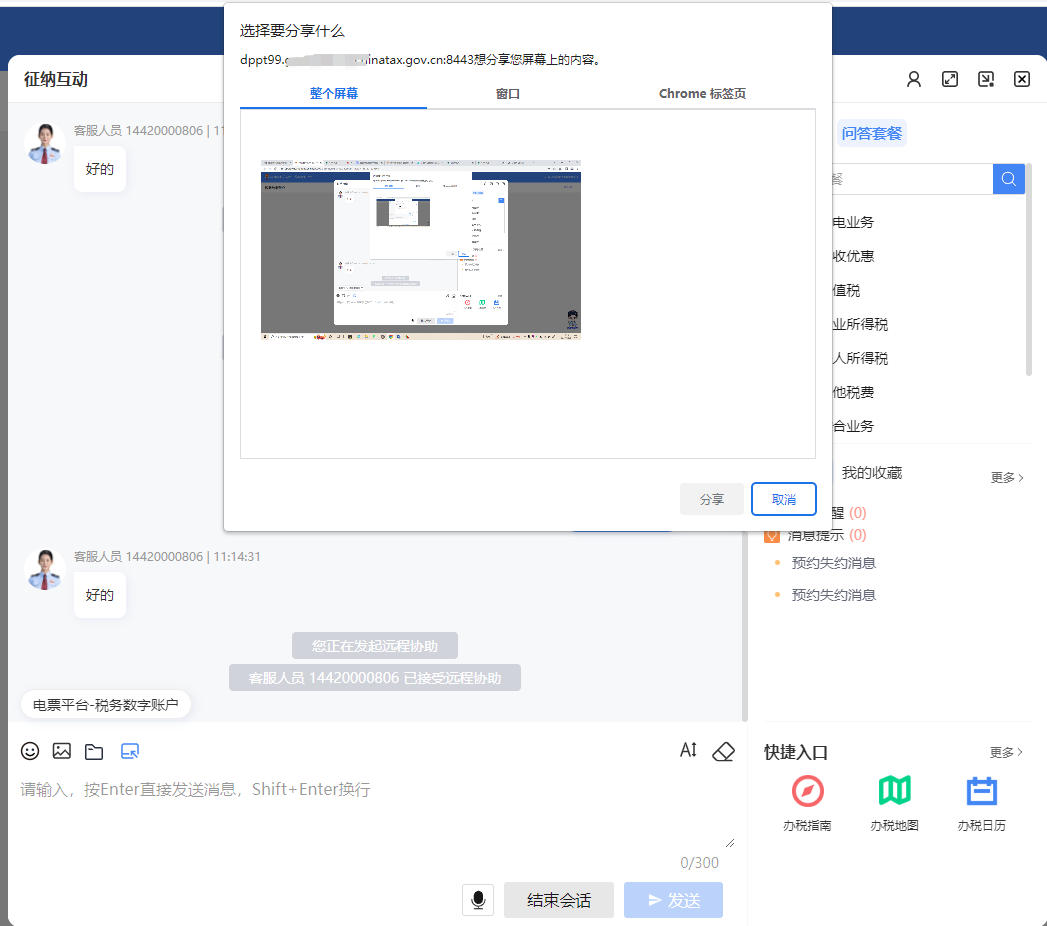 选择要分享什么
dppt99.ninatax.gov.cn:8443想分享您屏幕上的内容。
整个屏幕
窗口
Chrome 标签页
分享
取消
征纳互动
客服人员 14420000806 | 11
好的
客服人员 14420000806 | 11:14:31
好的
您正在发起远程协助
客服人员 14420000806 已接受远程协助
电票平台-税务数字账户
请输入，按Enter直接发送消息，Shift+Enter换行
0/300
结束会话
发送
问答套餐
餐
电业务
收优惠
值税
业所得税
人所得税
他税费
合业务
我的收藏
更多
醒 (0)
消息提示 (0)
预约失约消息
预约失约消息
快捷入口
更多
办税指南
办税地图
办税日历